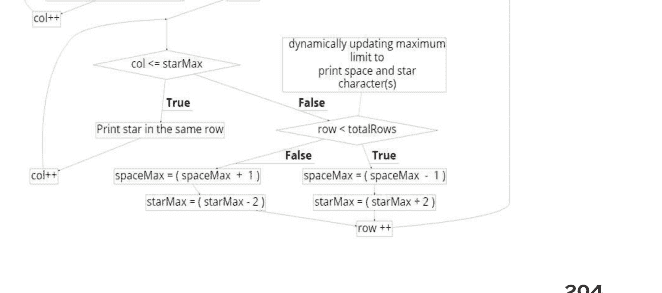 col++
col <= starMax
dynamically updating maximum
limit to
print space and star
character(s)
True
False
Print star in the same row
row < totalRows
False
True
col++
spaceMax = ( spaceMax + 1 )
spaceMax = ( spaceMax - 1 )
starMax = ( starMax - 2 )
starMax = ( starMax + 2 )
row ++